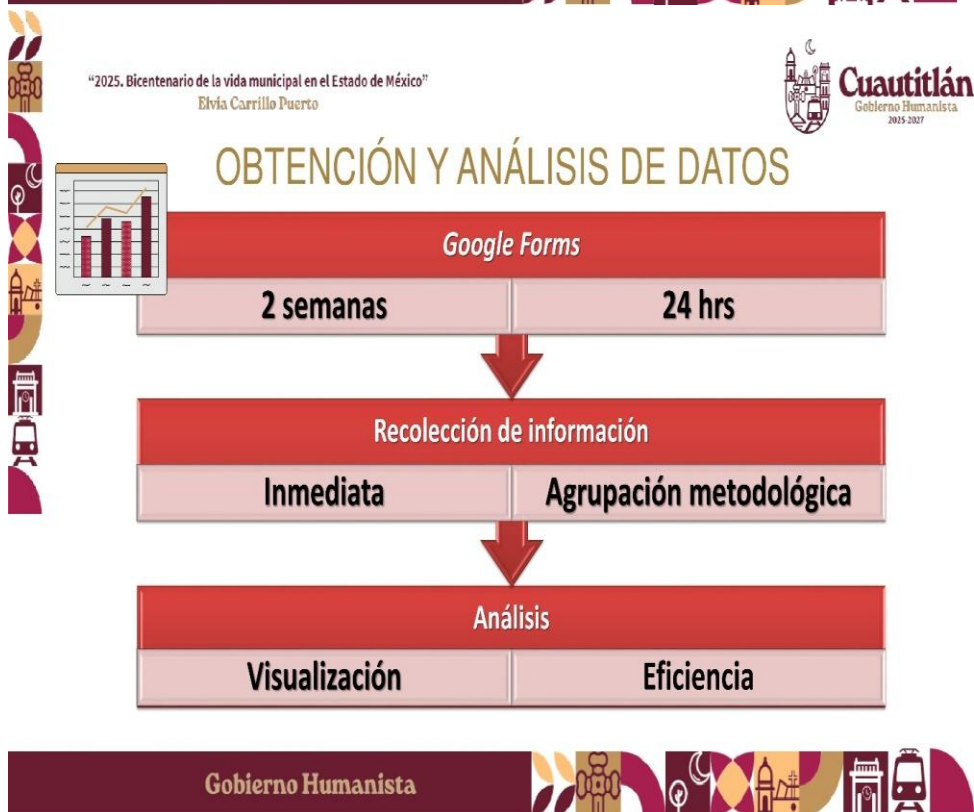 “2025. Bicentenario de la vida municipal en el Estado de México”
Elvia Carrillo Puerto
Cuautitlán
Gobierno Humanista
2025-2027
OBTENCIÓN Y ANÁLISIS DE DATOS
Google Forms
2 semanas
24 hrs
Recolección de información
Inmediata
Agrupación metodológica
Análisis
Visualización
Eficiencia
Gobierno Humanista